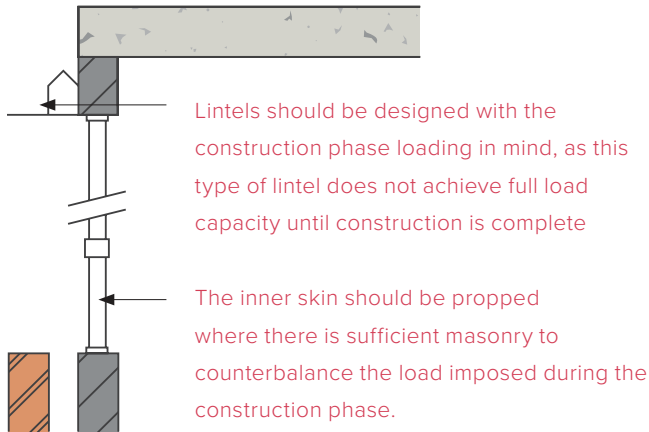 Lintels should be designed with the
construction phase loading in mind, as this
type of lintel does not achieve full load
capacity until construction is complete
The inner skin should be propped
where there is sufficient masonry to
counterbalance the load imposed during the
construction phase.